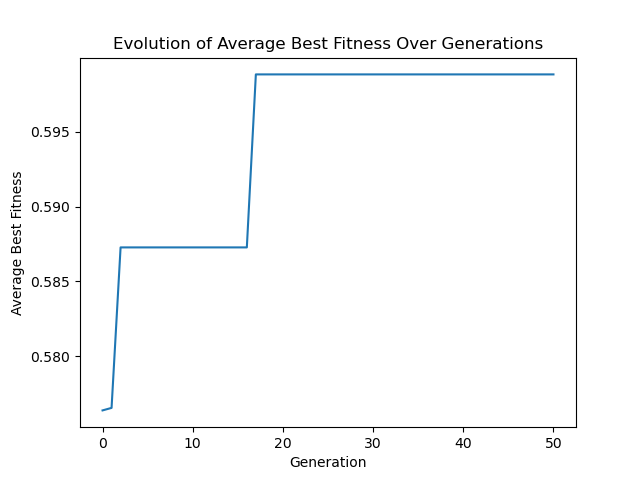 Evolution of Average Best Fitness Over Generations
0.595
0.590
0.585
0.580
Average Best Fitness
0 10 20 30 40 50
Generation